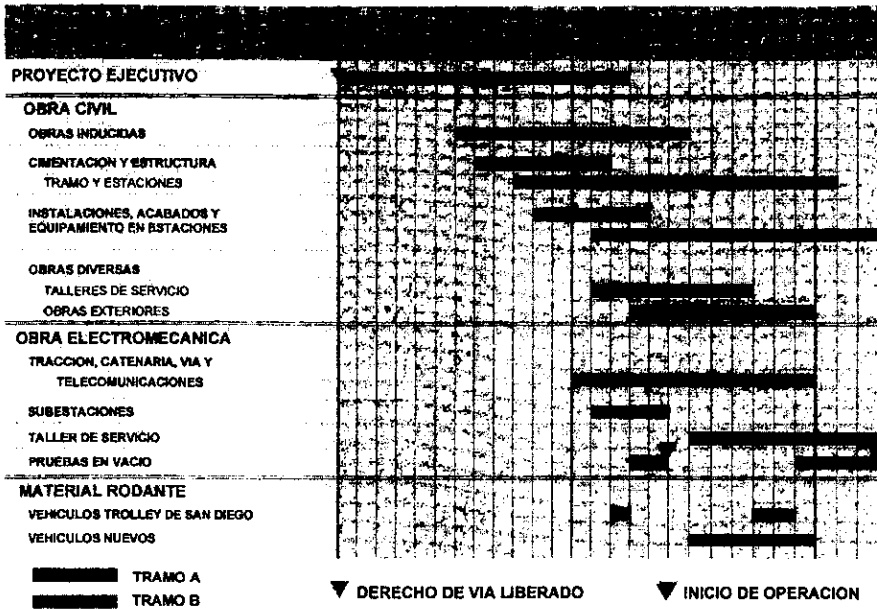 PROYECTO EJECUTIVO
OBRA CIVIL
OBRAS INDUCIDAS
CIMENTACION Y ESTRUCTURA
TRAMO Y ESTACIONES
INSTALACIONES, ACABADOS Y
EQUIPAMIENTO EN ESTACIONES
OBRAS DIVERSAS
TALLERES DE SERVICIO
OBRAS EXTERIORES
OBRA ELECTROMECANICA
TRACCION, CATENARIA, VIA Y
TELECOMUNICACIONES
SUBESTACIONES
TALLER DE SERVICIO
PRUEBAS EN VACIO
MATERIAL RODANTE
VEHICULOS TROLLEY DE SAN DIEGO
VEHICULOS NUEVOS
TRAMO A
TRAMO B
DERECHO DE VIA LIBERADO
INICIO DE OPERACION